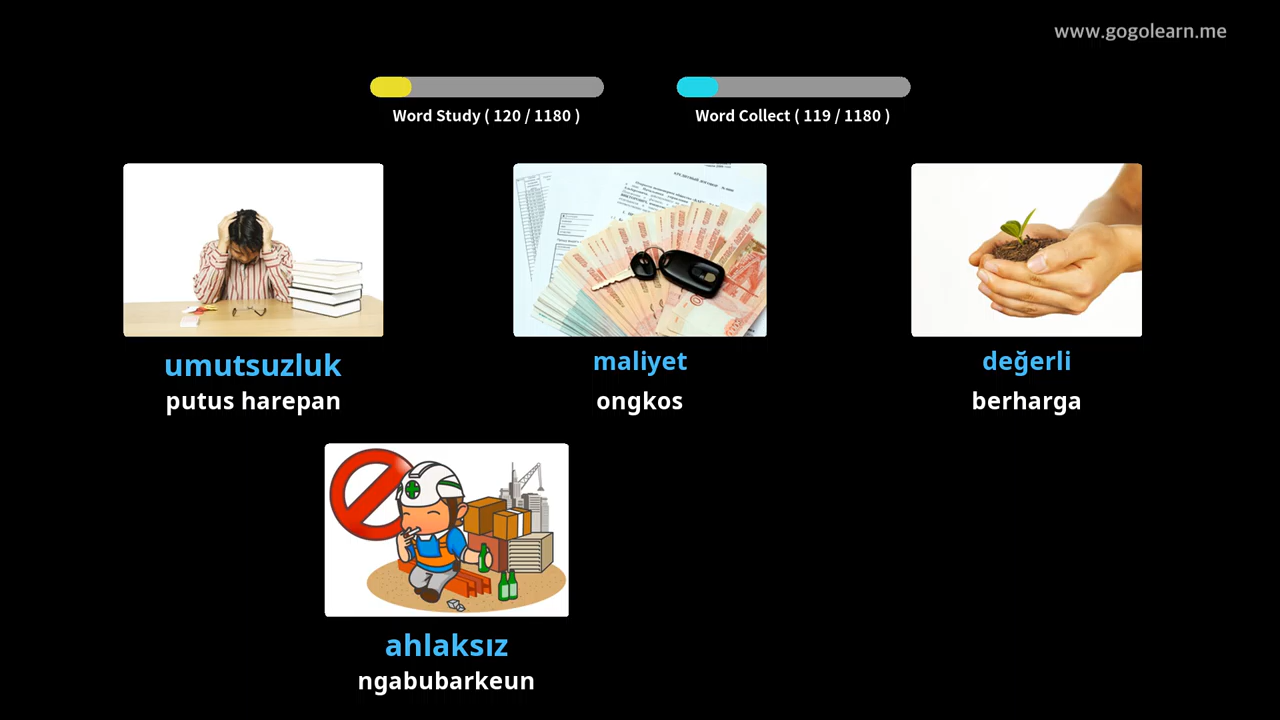 www.gogolearn.me
Word Study ( 120 / 1180 )
Word Collect ( 119 / 1180 )
umutsuzluk
putus harepan
maliyet
ongkos
değerli
berharga
ahlaksız
ngabubarkeun